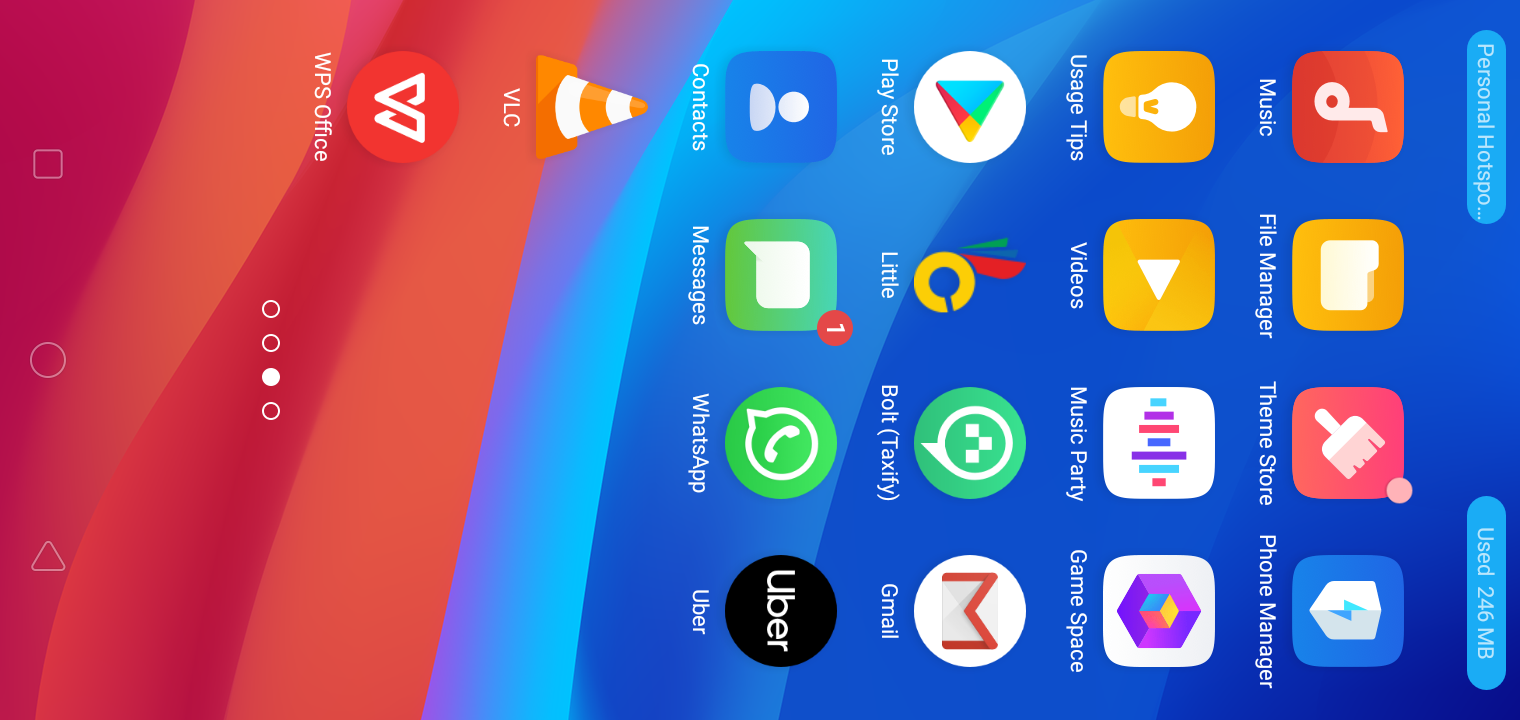 Personal Hotspo...
Used 246 MB
Music
File Manager
Theme Store
Phone Manager
Usage Tips
Videos
Music Party
Game Space
Play Store
Little
Bolt (Taxify)
Gmail
1
Uber
Contacts
Messages
WhatsApp
Uber
VLC
WPS Office